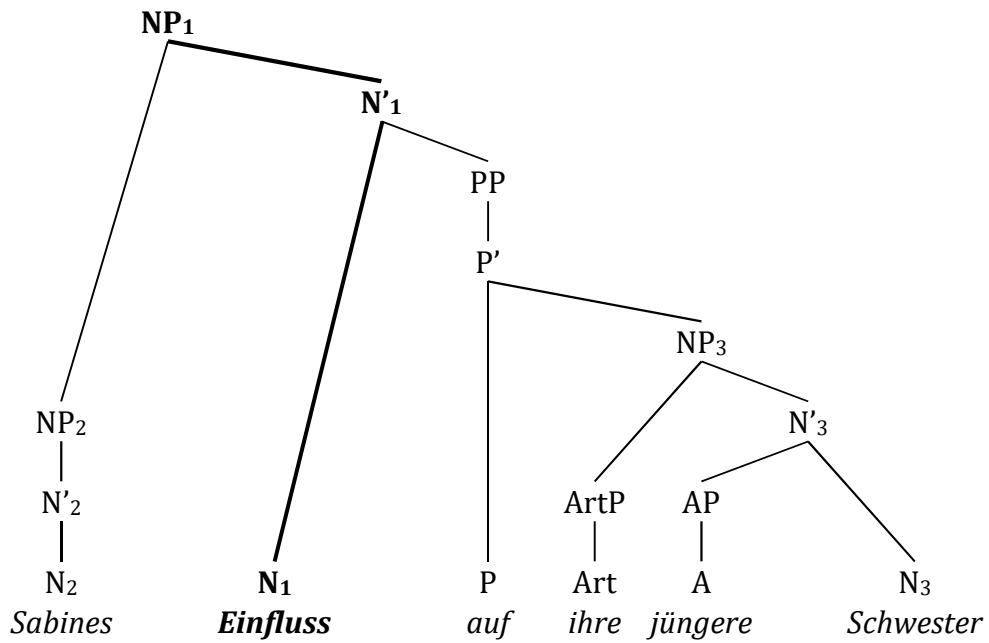 NP₁
N’₁
PP
P’
NP₃
NP₂ N’₃
N’₂ ArtP AP
N₂ N₁ P Art A N₃
Sabines Einfluss auf ihre jüngere Schwester